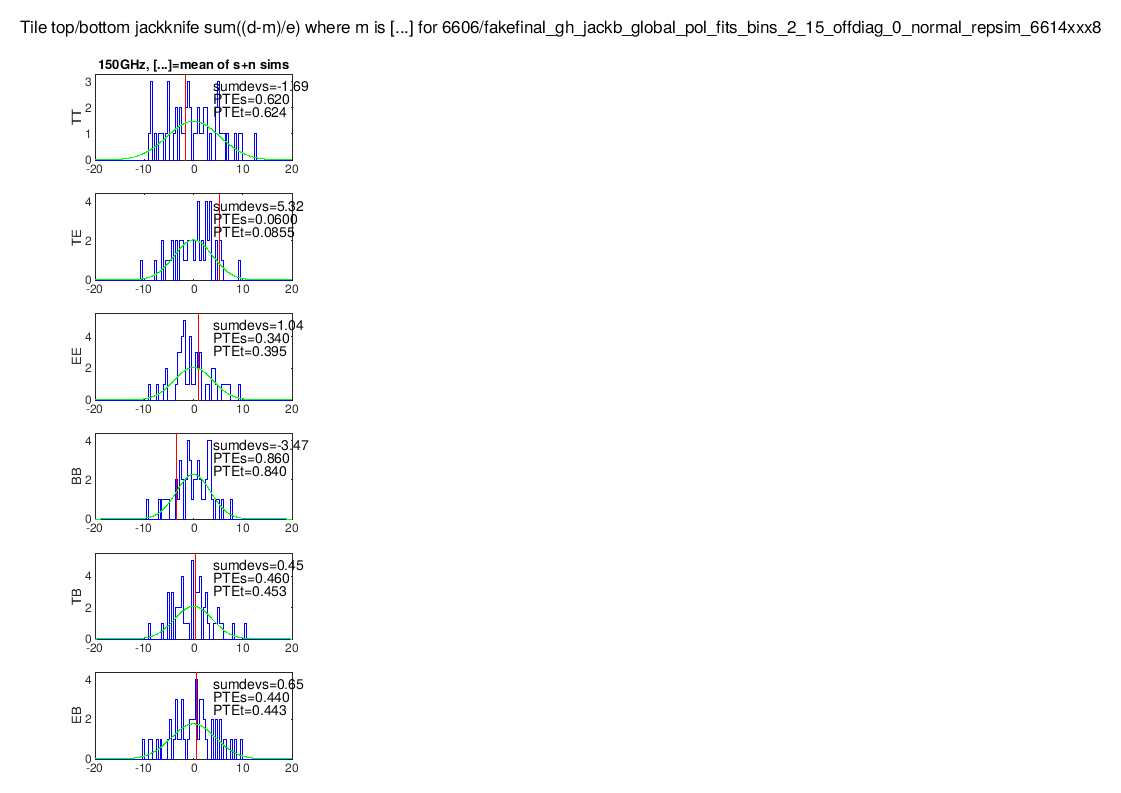 Tile top/bottom jackknife sum((d-m)/e) where m is [...] for 6606/fakefinal_gh_jackb_global_pol_fits_bins_2_15_offdiag_0_normal_repsim_6614xxx8
150GHz, [...]=mean of s+n sims
TT
3
2
1
0
sumdevs=-1.69
PTEs=0.620
PTEt=0.624
-20 -10 0 10 20
TE
4
2
0
sumdevs=5.32
PTEs=0.0600
PTEt=0.0855
-20 -10 0 10 20
EE
4
2
0
sumdevs=1.04
PTEs=0.340
PTEt=0.395
-20 -10 0 10 20
BB
4
2
0
sumdevs=-3.47
PTEs=0.860
PTEt=0.840
-20 -10 0 10 20
TB
4
2
0
sumdevs=0.45
PTEs=0.460
PTEt=0.453
-20 -10 0 10 20
EB
4
2
0
sumdevs=0.65
PTEs=0.440
PTEt=0.443
-20 -10 0 10 20